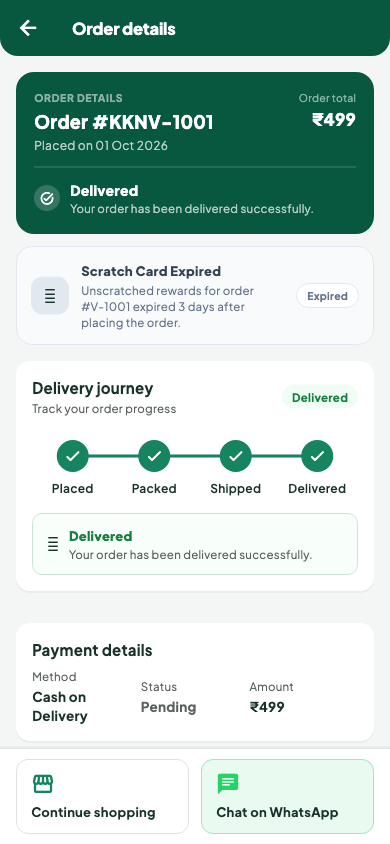 Order details
ORDER DETAILS
Order total
Order #KKNV-1001
₹499
Placed on 01 Oct 2026
Delivered
Your order has been delivered successfully.
Scratch Card Expired
Unscratched rewards for order
#V-1001 expired 3 days after
placing the order.
Expired
Delivery journey
Track your order progress
Delivered
Placed
Packed
Shipped
Delivered
Delivered
Your order has been delivered successfully.
Payment details
Method
Cash on
Delivery
Status
Pending
Amount
₹499
Continue shopping
Chat on WhatsApp